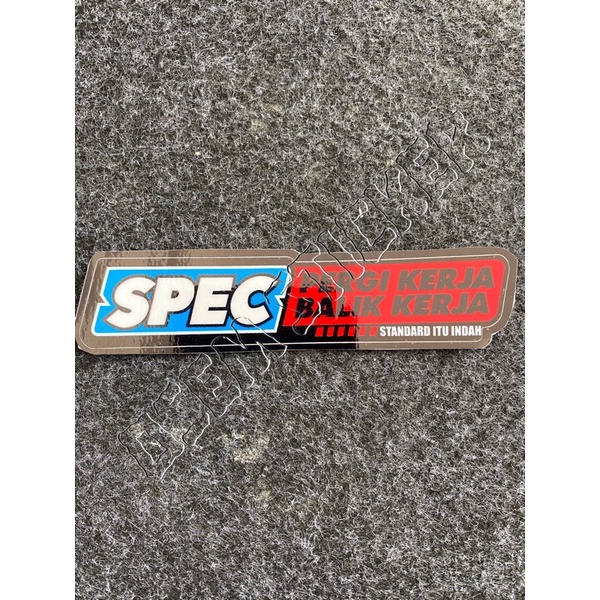 SPEC
PERGI KERJA
BALIK KERJA
STANDARD ITU INDAH